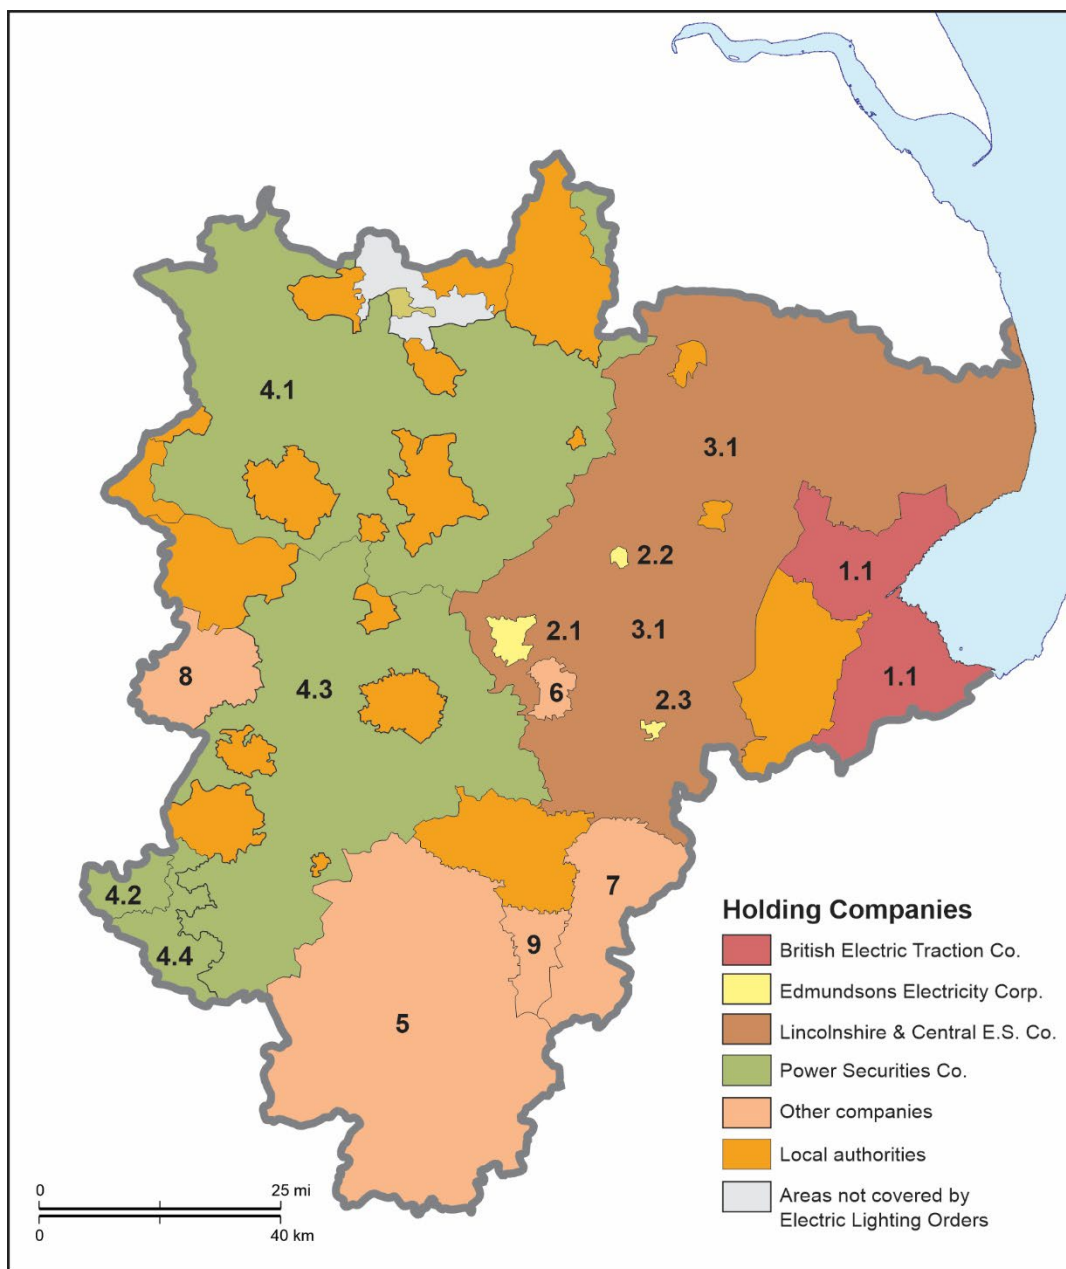 4.1
3.1
2.2
1.1
2.1
3.1
8
4.3
6
2.3
1.1
4.2
7
4.4
9
5
Holding Companies
British Electric Traction Co.
Edmundsons Electricity Corp.
Lincolnshire & Central E.S. Co.
Power Securities Co.
Other companies
Local authorities
Areas not covered by
Electric Lighting Orders
0 25 mi
0 40 km